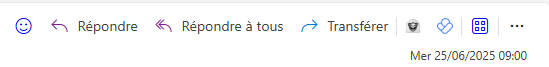 Répondre Répondre à tous Transférer
Mer 25/06/2025 09:00